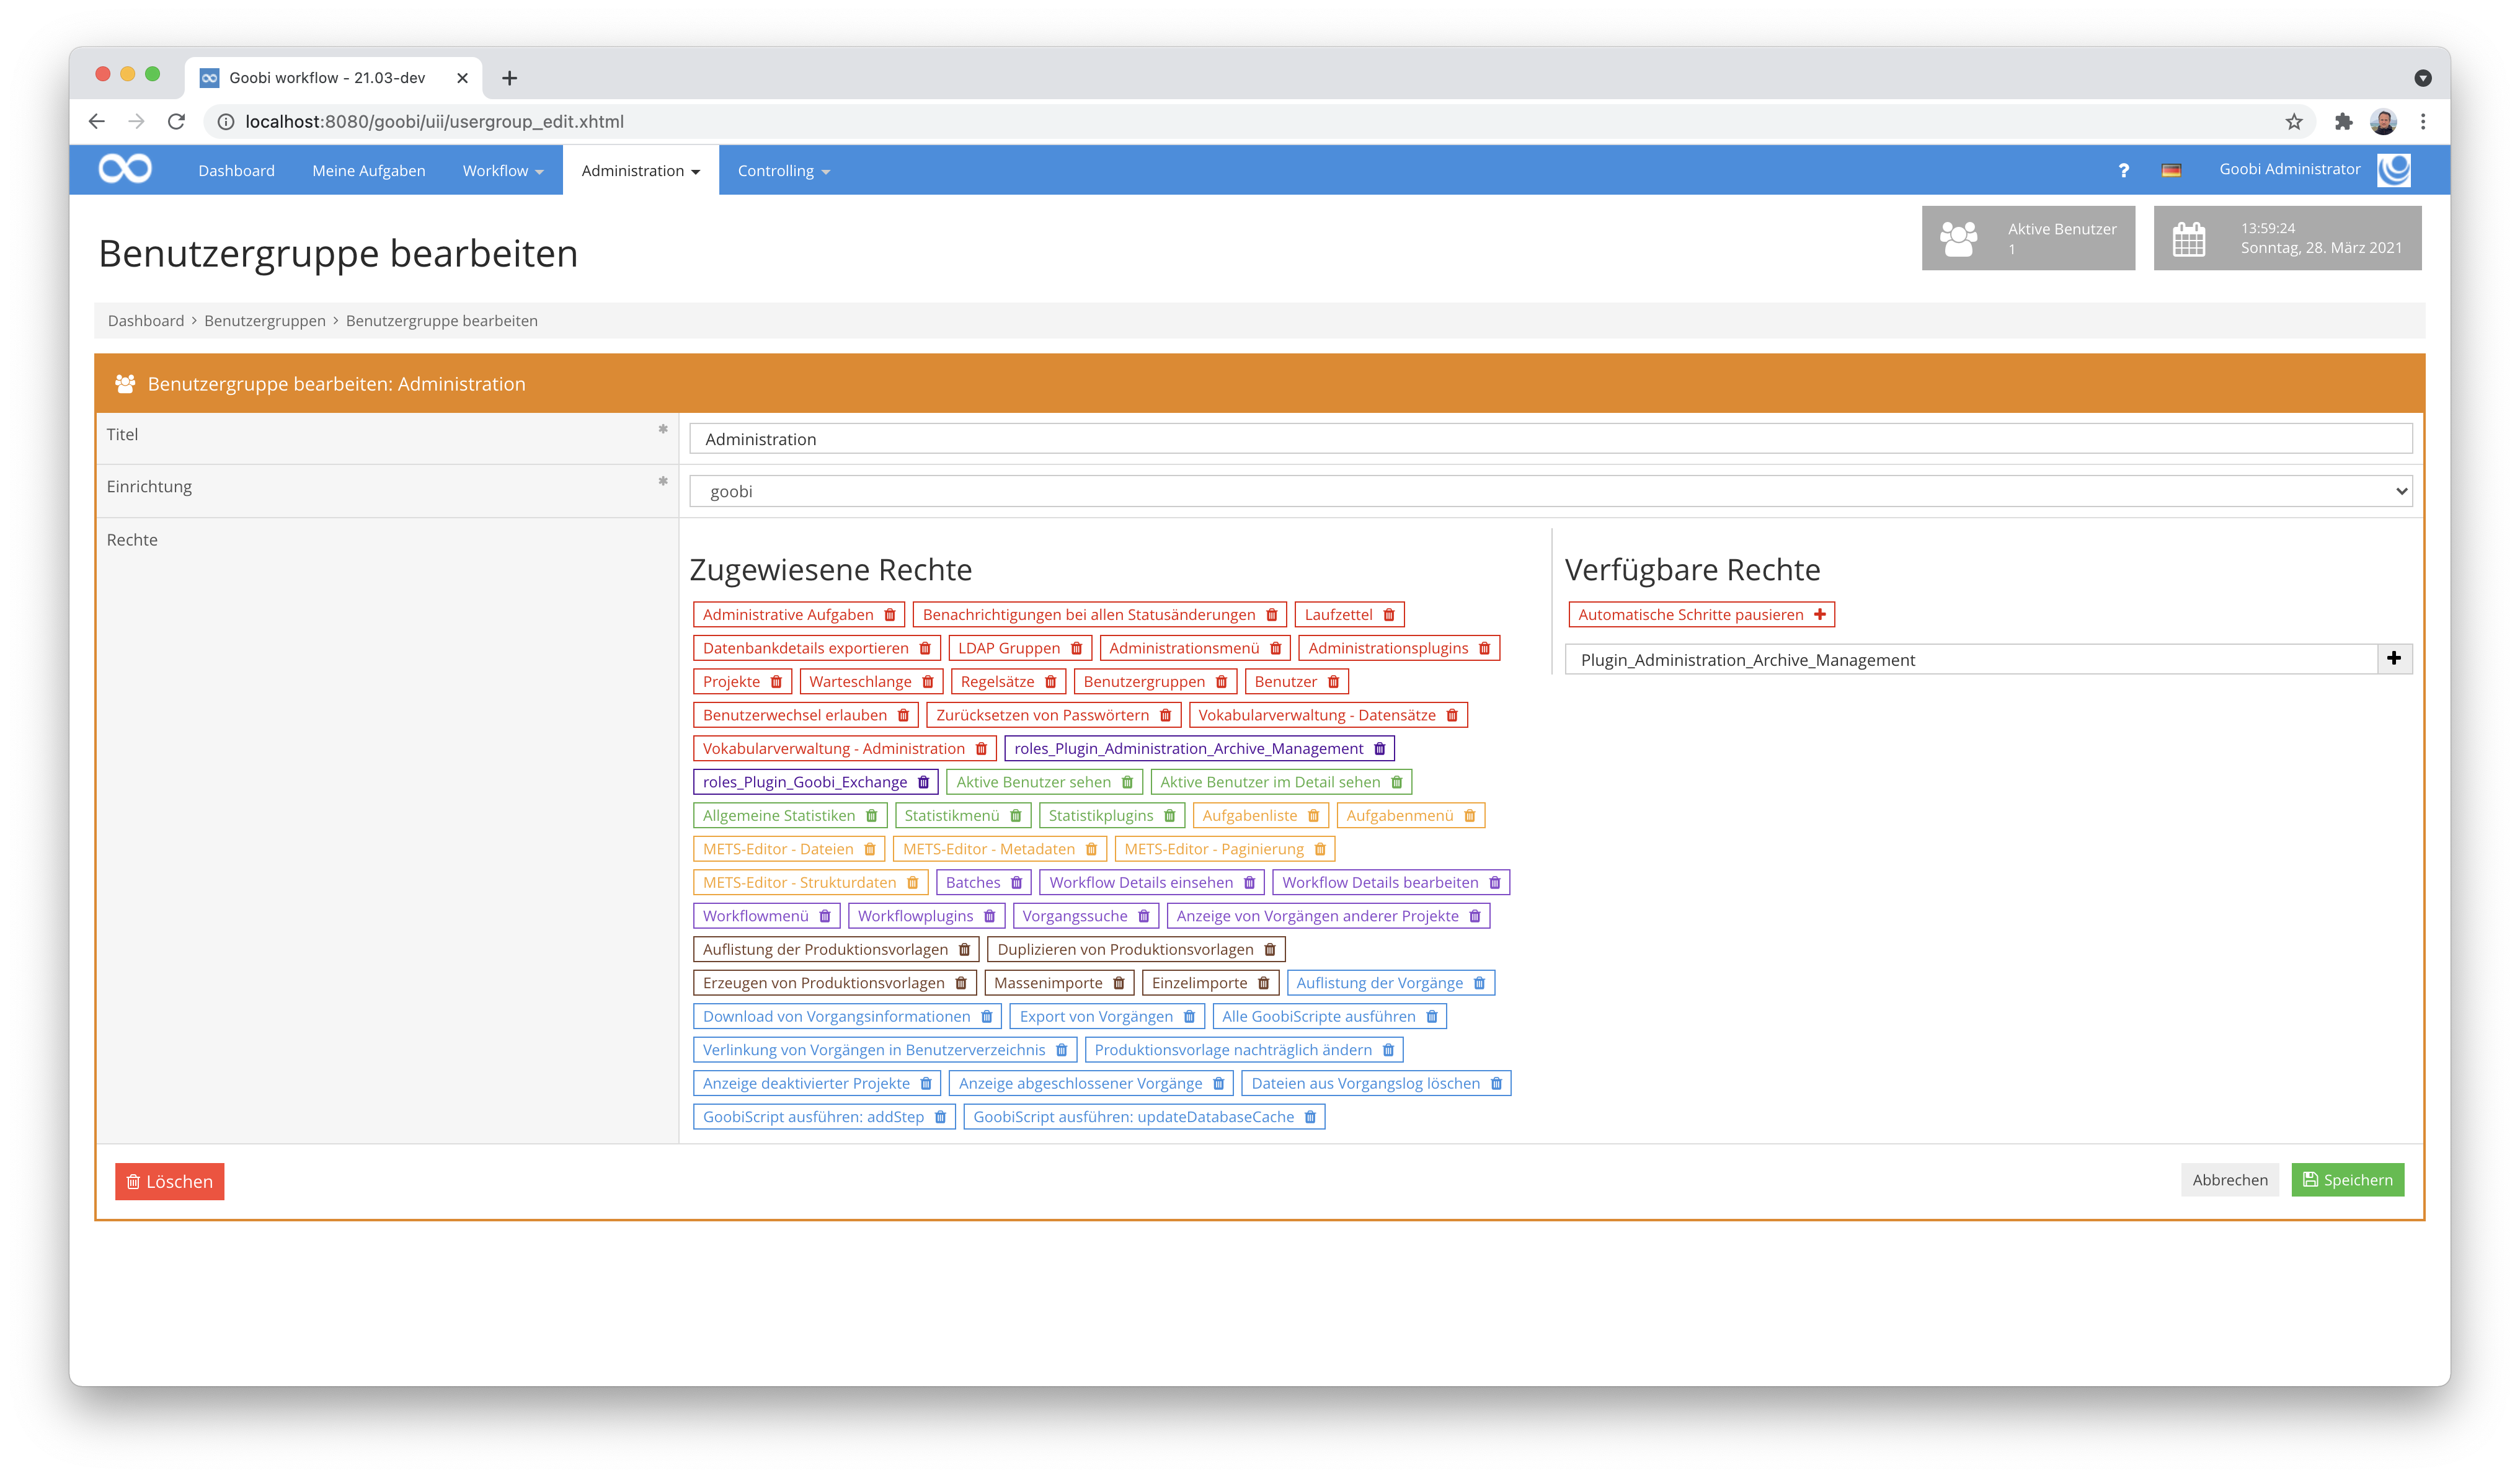 Goobi workflow - 21.03-dev
localhost:8080/goobi/uii/usergroup_edit.xhtml
Dashboard Meine Aufgaben Workflow Administration Controlling ? Goobi Administrator
Benutzergruppe bearbeiten
Aktive Benutzer
1
13:59:24
Sonntag, 28. März 2021
Dashboard > Benutzergruppen > Benutzergruppe bearbeiten
Benutzergruppe bearbeiten: Administration
Titel * Administration
Einrichtung * goobi
Rechte
Zugewiesene Rechte
Administrative Aufgaben Benachrichtigungen bei allen Statusänderungen Laufzettel
Datenbankdetails exportieren LDAP Gruppen Administrationsmenü Administrationsplugins
Projekte Warteschlange Regelsätze Benutzergruppen Benutzer
Benutzerwechsel erlauben Zurücksetzen von Passwörtern Vokabularverwaltung - Datensätze
Vokabularverwaltung - Administration roles_Plugin_Administration_Archive_Management
roles_Plugin_Goobi_Exchange Aktive Benutzer sehen Aktive Benutzer im Detail sehen
Allgemeine Statistiken Statistikmenü Statistikplugins Aufgabenliste Aufgabenmenü
METS-Editor - Dateien METS-Editor - Metadaten METS-Editor - Paginierung
METS-Editor - Strukturdaten Batches Workflow Details einsehen Workflow Details bearbeiten
Workflowmenü Workflowplugins Vorgangssuche Anzeige von Vorgängen anderer Projekte
Auflistung der Produktionsvorlagen Duplizieren von Produktionsvorlagen
Erzeugen von Produktionsvorlagen Massenimporte Einzelimporte Auflistung der Vorgänge
Download von Vorgangsinformationen Export von Vorgängen Alle GoobiScripte ausführen
Verlinkung von Vorgängen in Benutzerverzeichnis Produktionsvorlage nachträglich ändern
Anzeige deaktivierter Projekte Anzeige abgeschlossener Vorgänge Dateien aus Vorgangslog löschen
GoobiScript ausführen: addStep GoobiScript ausführen: updateDatabaseCache
Verfügbare Rechte
Automatische Schritte pausieren
Plugin_Administration_Archive_Management
Löschen
Abbrechen Speichern